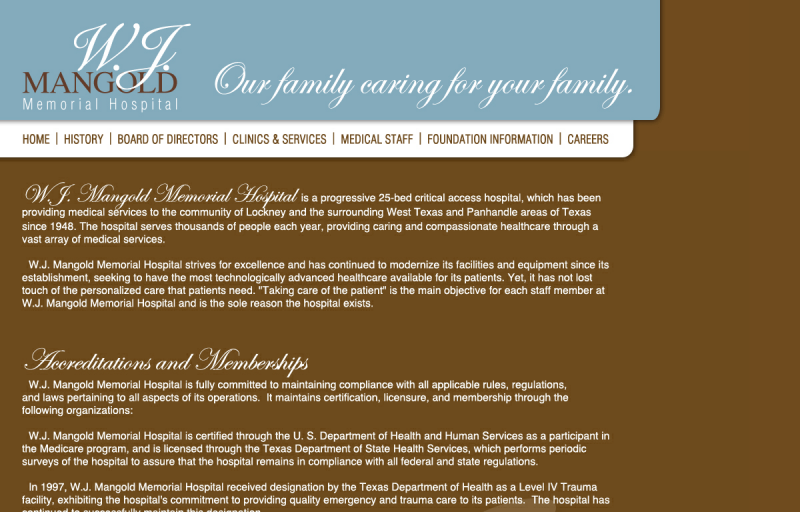 W.J.
MANGOLD
Memorial Hospital
Our family caring for your family.
HOME | HISTORY | BOARD OF DIRECTORS | CLINICS & SERVICES | MEDICAL STAFF | FOUNDATION INFORMATION | CAREERS
W.J. Mangold Memorial Hospital is a progressive 25-bed critical access hospital, which has been
providing medical services to the community of Lockney and the surrounding West Texas and Panhandle areas of Texas
since 1948. The hospital serves thousands of people each year, providing caring and compassionate healthcare through a
vast array of medical services.
W.J. Mangold Memorial Hospital strives for excellence and has continued to modernize its facilities and equipment since its
establishment, seeking to have the most technologically advanced healthcare available for its patients. Yet, it has not lost
touch of the personalized care that patients need. "Taking care of the patient" is the main objective for each staff member at
W.J. Mangold Memorial Hospital and is the sole reason the hospital exists.
Accreditations and Memberships
W.J. Mangold Memorial Hospital is fully committed to maintaining compliance with all applicable rules, regulations,
and laws pertaining to all aspects of its operations. It maintains certification, licensure, and membership through the
following organizations:
W.J. Mangold Memorial Hospital is certified through the U. S. Department of Health and Human Services as a participant in
the Medicare program, and is licensed through the Texas Department of State Health Services, which performs periodic
surveys of the hospital to assure that the hospital remains in compliance with all federal and state regulations.
In 1997, W.J. Mangold Memorial Hospital received designation by the Texas Department of Health as a Level IV Trauma
facility, exhibiting the hospital's commitment to providing quality emergency and trauma care to its patients. The hospital has
continued to successfully maintain this designation.